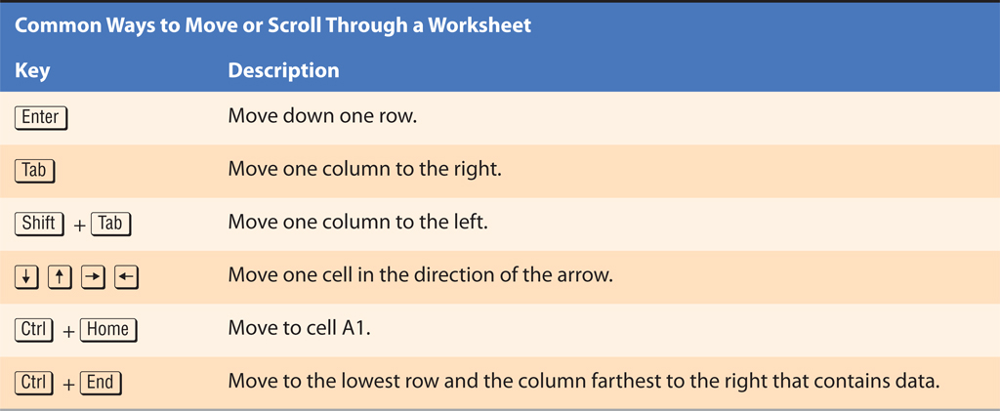 Common Ways to Move or Scroll Through a Worksheet
Key Description
Enter Move down one row.
Tab Move one column to the right.
Shift + Tab Move one column to the left.
↓ ↑ → ← Move one cell in the direction of the arrow.
Ctrl + Home Move to cell A1.
Ctrl + End Move to the lowest row and the column farthest to the right that contains data.